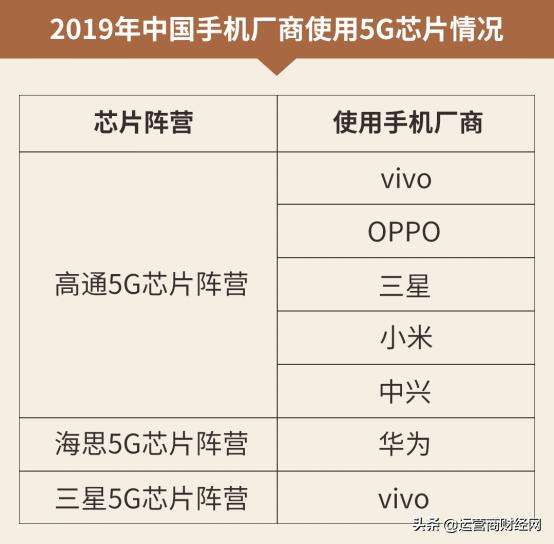 2019年中国手机厂商使用5G芯片情况
芯片阵营 使用手机厂商
高通5G芯片阵营
vivo
OPPO
三星
小米
中兴
海思5G芯片阵营 华为
三星5G芯片阵营 vivo
头条 @运营商财经网